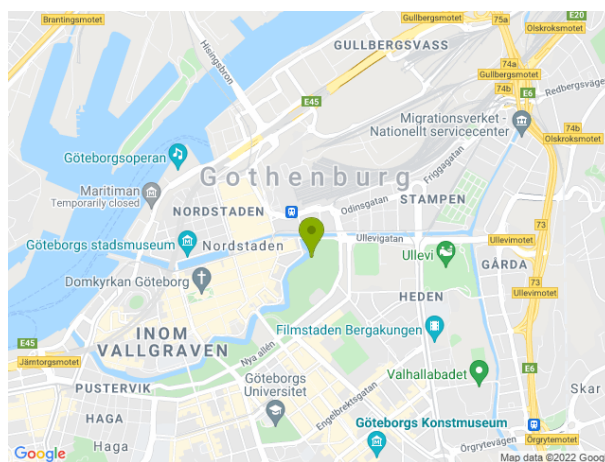 Brantingsmotet
Gullbergsmotet
75a
E20
Olskroksmotet
Hisingsbron
GULLBERGSVASS
74a
Gullbergsmotet
74b
E6
Redbergsväge
E45
Migrationsverket -
Nationellt servicecenter
74b
Olskroksmotet
Göteborgsoperan
Friggagatan
Gothenburg
Maritiman
Temporarily closed
STAMPEN
Odinsgatan
NORDSTADEN
73
Göteborgs stadsmuseum
Nordstaden
Ullevigatan
Ullevimotet
Ullevi
GÅRDA
Domkyrkan Göteborg
73
Ullevimotet
HEDEN
INOM
VALLGRAVEN
Filmstaden Bergakungen
E45
Nya allén
Jämtorgsmotet
E6
Valhallabadet
PUSTERVIK
Göteborgs
Universitet
Skar
Engelbrektsgatan
HAGA
Göteborgs Konstmuseum
Haga
Örgrytevägen
Örgrytemotet
Google
Map data ©2022 Goog